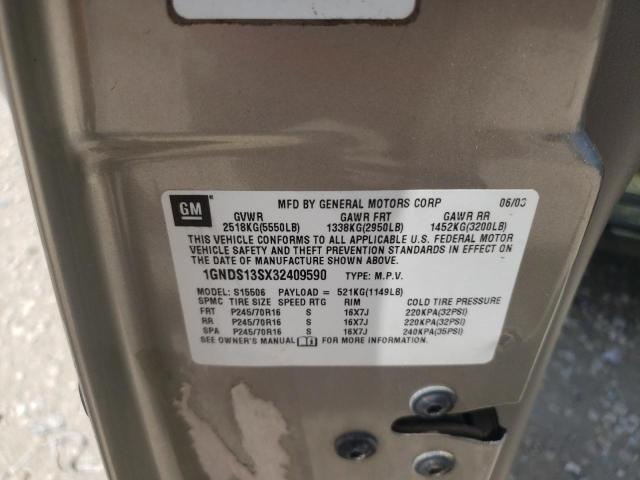 GM MFD BY GENERAL MOTORS CORP 06/03
GVWR GAWR FRT GAWR RR
2518KG(5550LB) 1338KG(2950LB) 1452KG(3200LB)
THIS VEHICLE CONFORMS TO ALL APPLICABLE U.S. FEDERAL MOTOR
VEHICLE SAFETY AND THEFT PREVENTION STANDARDS IN EFFECT ON
THE DATE OF MANUFACTURE SHOWN ABOVE.
1GNDS13SX32409590 TYPE: M.P.V.
MODEL: S15506 PAYLOAD = 521KG(1149LB)
SPMC TIRE SIZE SPEED RTG RIM COLD TIRE PRESSURE
FRT P245/70R16 S 16X7J 220KPA(32PSI)
RR P245/70R16 S 16X7J 220KPA(32PSI)
SPA P245/70R16 S 16X7J 240KPA(35PSI)
SEE OWNER'S MANUAL FOR MORE INFORMATION.